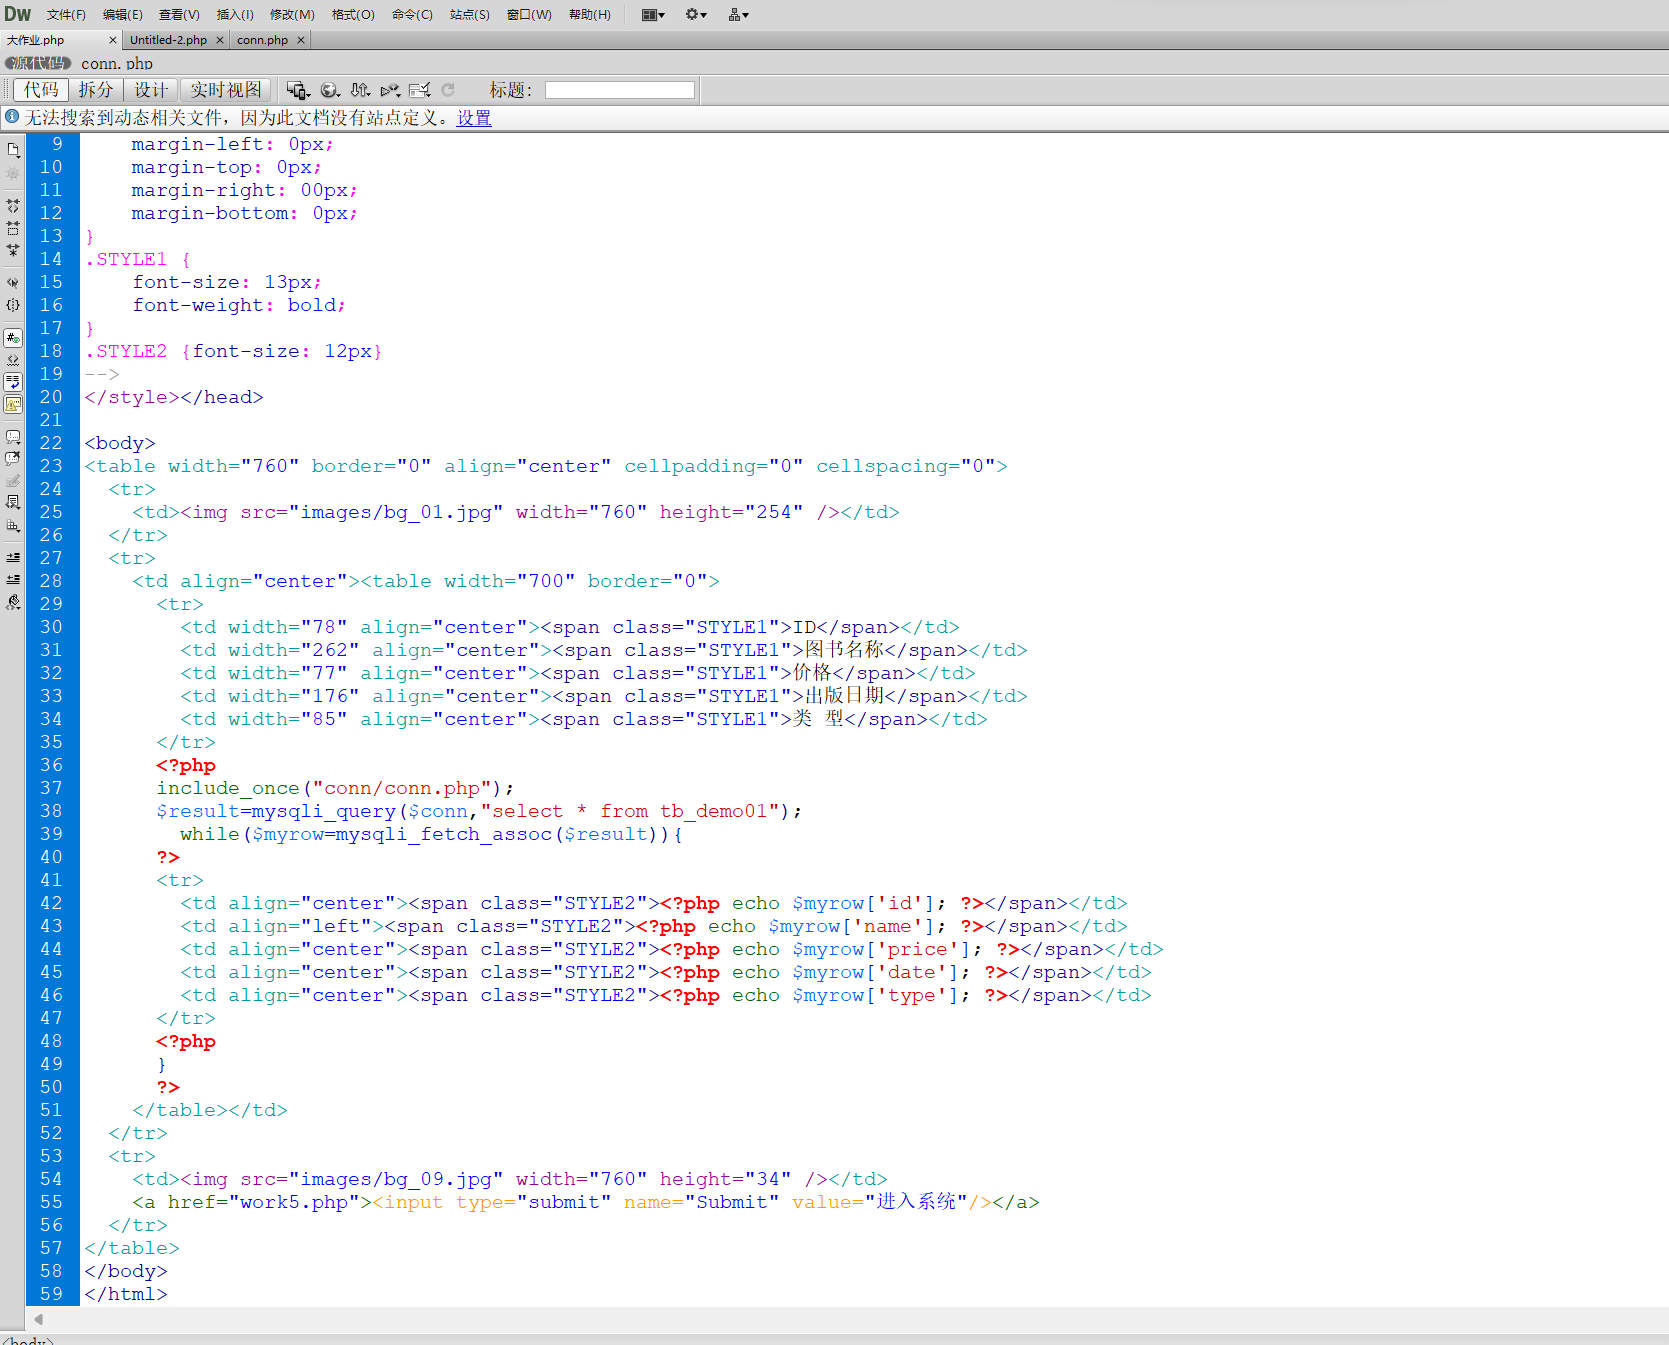 Dw 文件(F) 编辑(E) 查看(V) 插入(I) 修改(M) 格式(O) 命令(C) 站点(S) 窗口(W) 帮助(H)
大作业.php × Untitled-2.php × conn.php ×
源代码 conn.php
代码 拆分 设计 实时视图 标题:
无法搜索到动态相关文件，因为此文档没有站点定义。 设置
9 margin-left: 0px;
10 margin-top: 0px;
11 margin-right: 00px;
12 margin-bottom: 0px;
13 }
14 .STYLE1 {
15 font-size: 13px;
16 font-weight: bold;
17 }
18 .STYLE2 {font-size: 12px}
19 -->
20 </style></head>
21
22 <body>
23 <table width="760" border="0" align="center" cellpadding="0" cellspacing="0">
24 <tr>
25 <td><img src="images/bg_01.jpg" width="760" height="254" /></td>
26 </tr>
27 <tr>
28 <td align="center"><table width="700" border="0">
29 <tr>
30 <td width="78" align="center"><span class="STYLE1">ID</span></td>
31 <td width="262" align="center"><span class="STYLE1">图书名称</span></td>
32 <td width="77" align="center"><span class="STYLE1">价格</span></td>
33 <td width="176" align="center"><span class="STYLE1">出版日期</span></td>
34 <td width="85" align="center"><span class="STYLE1">类 型</span></td>
35 </tr>
36 <?php
37 include_once("conn/conn.php");
38 $result=mysqli_query($conn,"select * from tb_demo01");
39 while($myrow=mysqli_fetch_assoc($result)){
40 ?>
41 <tr>
42 <td align="center"><span class="STYLE2"><?php echo $myrow['id']; ?></span></td>
43 <td align="left"><span class="STYLE2"><?php echo $myrow['name']; ?></span></td>
44 <td align="center"><span class="STYLE2"><?php echo $myrow['price']; ?></span></td>
45 <td align="center"><span class="STYLE2"><?php echo $myrow['date']; ?></span></td>
46 <td align="center"><span class="STYLE2"><?php echo $myrow['type']; ?></span></td>
47 </tr>
48 <?php
49 }
50 ?>
51 </table></td>
52 </tr>
53 <tr>
54 <td><img src="images/bg_09.jpg" width="760" height="34" /></td>
55 <a href="work5.php"><input type="submit" name="Submit" value="进入系统"/></a>
56 </tr>
57 </table>
58 </body>
59 </html>
<body>